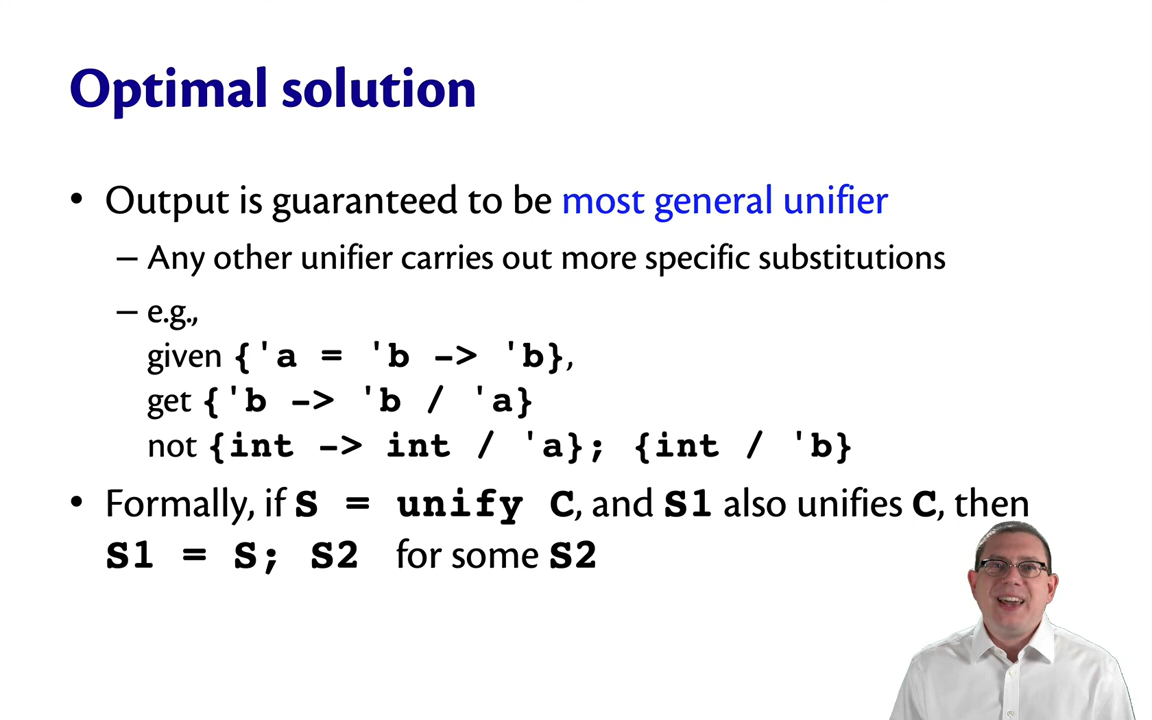 Optimal solution
• Output is guaranteed to be most general unifier
– Any other unifier carries out more specific substitutions
– e.g.,
given {'a = 'b -> 'b},
get {'b -> 'b / 'a}
not {int -> int / 'a}; {int / 'b}
• Formally, if S = unify C, and S1 also unifies C, then
S1 = S; S2 for some S2